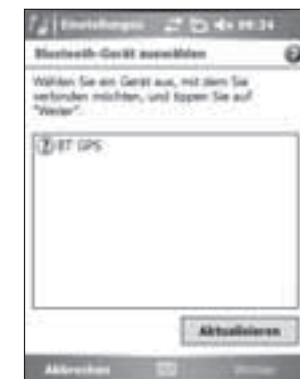 Einstellungen 09:34
Bluetooth-Gerät auswählen
Wählen Sie ein Gerät aus, mit dem Sie
verbinden möchten, und tippen Sie auf
"Weiter".
BT GPS
Aktualisieren
Abbrechen Weiter